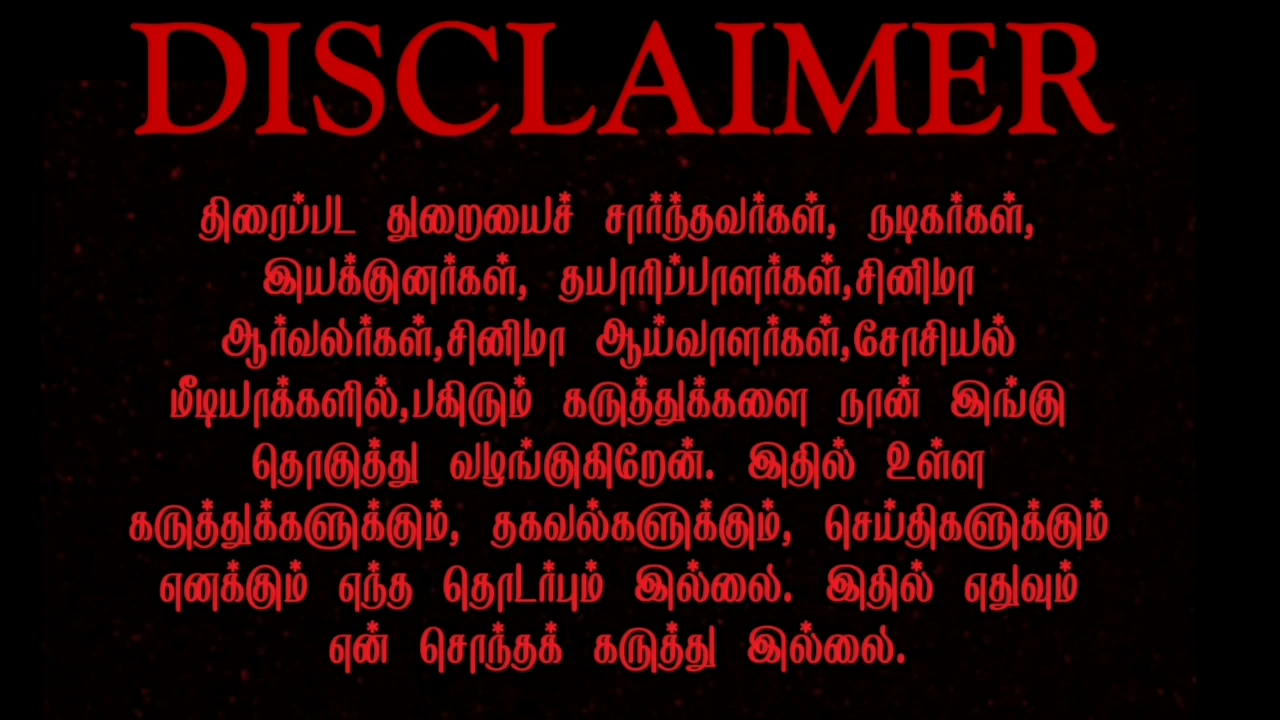 DISCLAIMER
திரைப்பட துறையைச் சார்ந்தவர்கள், நடிகர்கள்,
இயக்குனர்கள், தயாரிப்பாளர்கள்,சினிமா
ஆர்வலர்கள்,சினிமா ஆய்வாளர்கள்,சோசியல்
மீடியாக்களில்,பகிரும் கருத்துக்களை நான் இங்கு
தொகுத்து வழங்குகிறேன். இதில் உள்ள
கருத்துக்களுக்கும், தகவல்களுக்கும், செய்திகளுக்கும்
எனக்கும் எந்த தொடர்பும் இல்லை. இதில் எதுவும்
என் சொந்தக் கருத்து இல்லை.